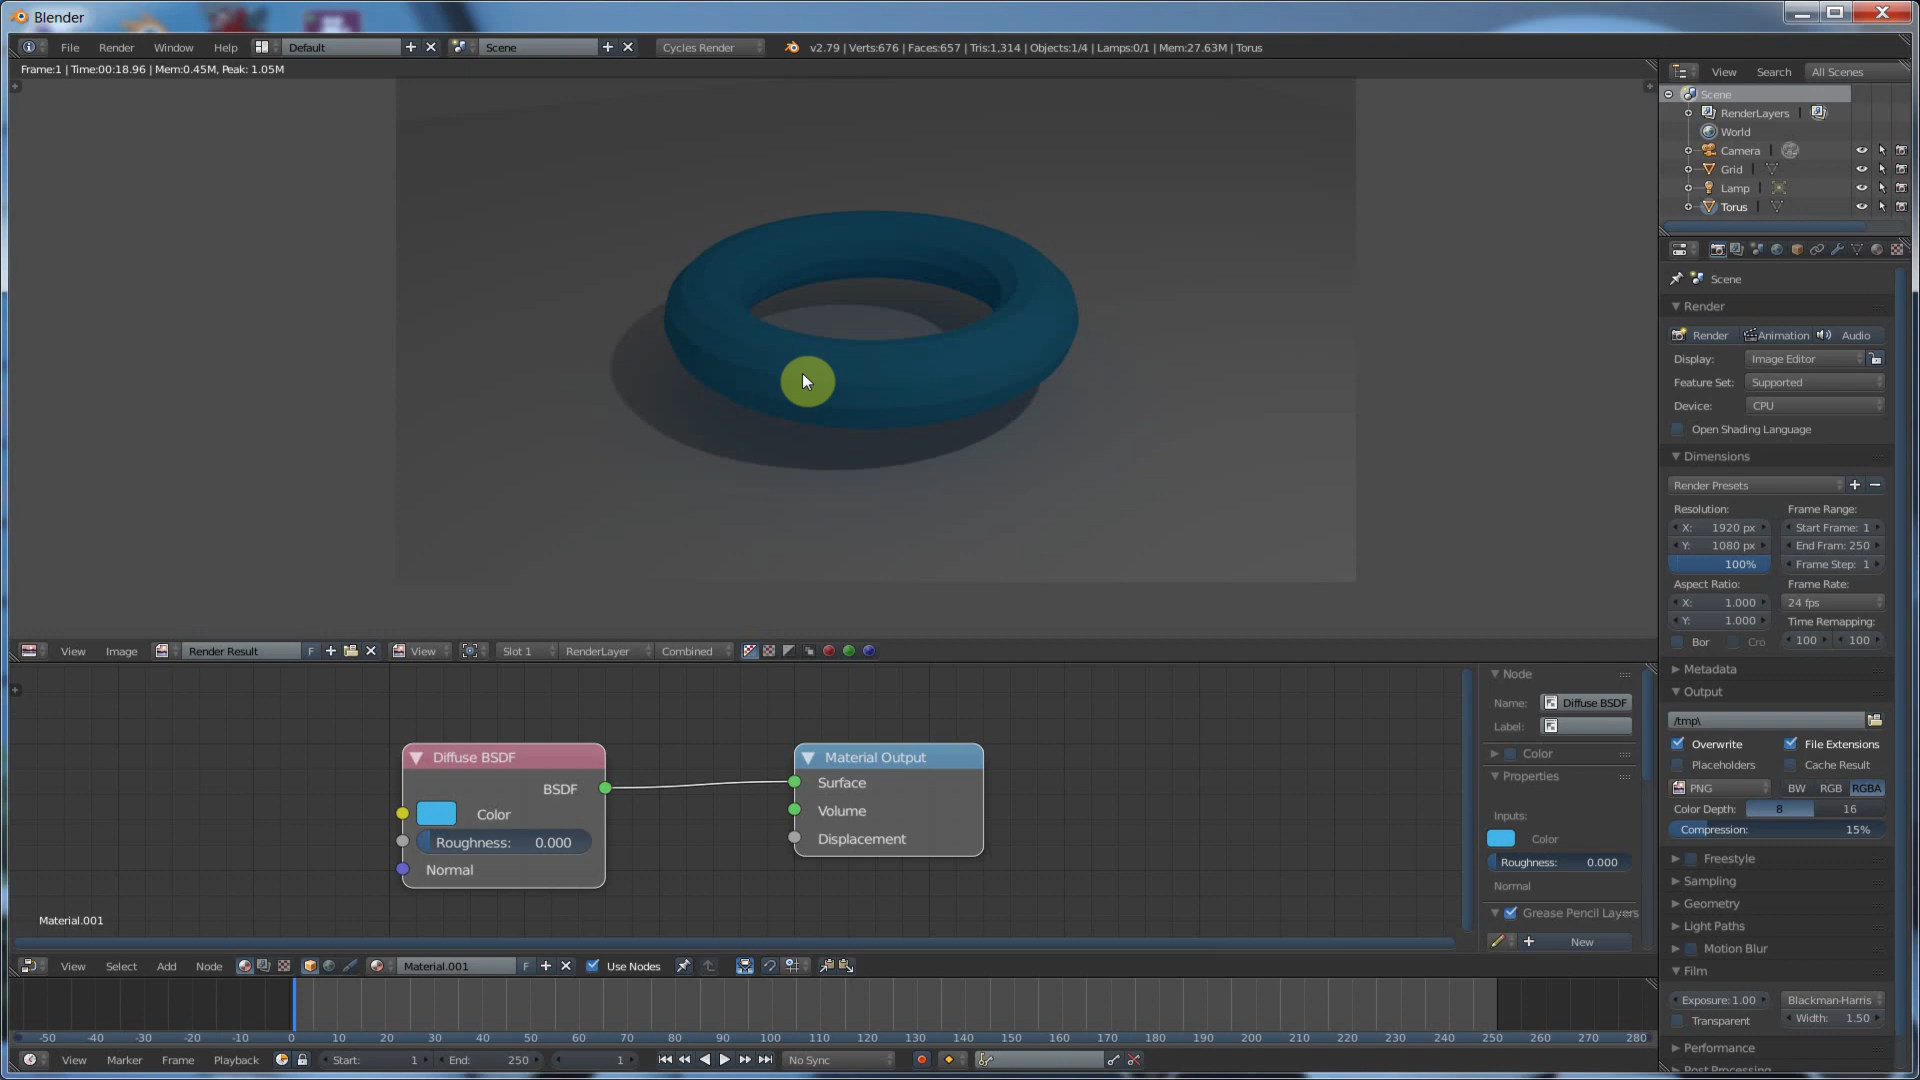 Blender
File Render Window Help Default Scene Cycles Render v2.79 | Verts:676 | Faces:657 | Tris:1,314 | Objects:1/4 | Lamps:0/1 | Mem:27.63M | Torus
Frame:1 | Time:00:18.96 | Mem:0.45M, Peak: 1.05M
View Search All Scenes
Scene
RenderLayers
World
Camera
Grid
Lamp
Torus
Scene
Render
Render Animation Audio
Display: Image Editor
Feature Set: Supported
Device: CPU
Open Shading Language
Dimensions
Render Presets
Resolution: Frame Range:
X: 1920 px Start Frame: 1
Y: 1080 px End Fram: 250
100% Frame Step: 1
Aspect Ratio: Frame Rate:
X: 1.000 24 fps
Y: 1.000 Time Remapping:
Bor Cro 100 100
Metadata
Output
/tmp\
Overwrite File Extensions
Placeholders Cache Result
PNG BW RGB RGBA
Color Depth: 8 16
Compression: 15%
Freestyle
Sampling
Geometry
Light Paths
Motion Blur
Film
Exposure: 1.00 Blackman-Harris
Transparent Width: 1.50
Performance
Post Processing
View Image Render Result F View Slot 1 RenderLayer Combined
Diffuse BSDF
BSDF
Color
Roughness: 0.000
Normal
Material Output
Surface
Volume
Displacement
Material.001
Node
Name: Diffuse BSDF
Label:
Color
Properties
Inputs:
Color
Roughness: 0.000
Normal
Grease Pencil Layers
New
View Select Add Node Material.001 F Use Nodes
-50 -40 -30 -20 -10 0 10 20 30 40 50 60 70 80 90 100 110 120 130 140 150 160 170 180 190 200 210 220 230 240 250 260 270 280
View Marker Frame Playback Start: 1 End: 250 1 No Sync